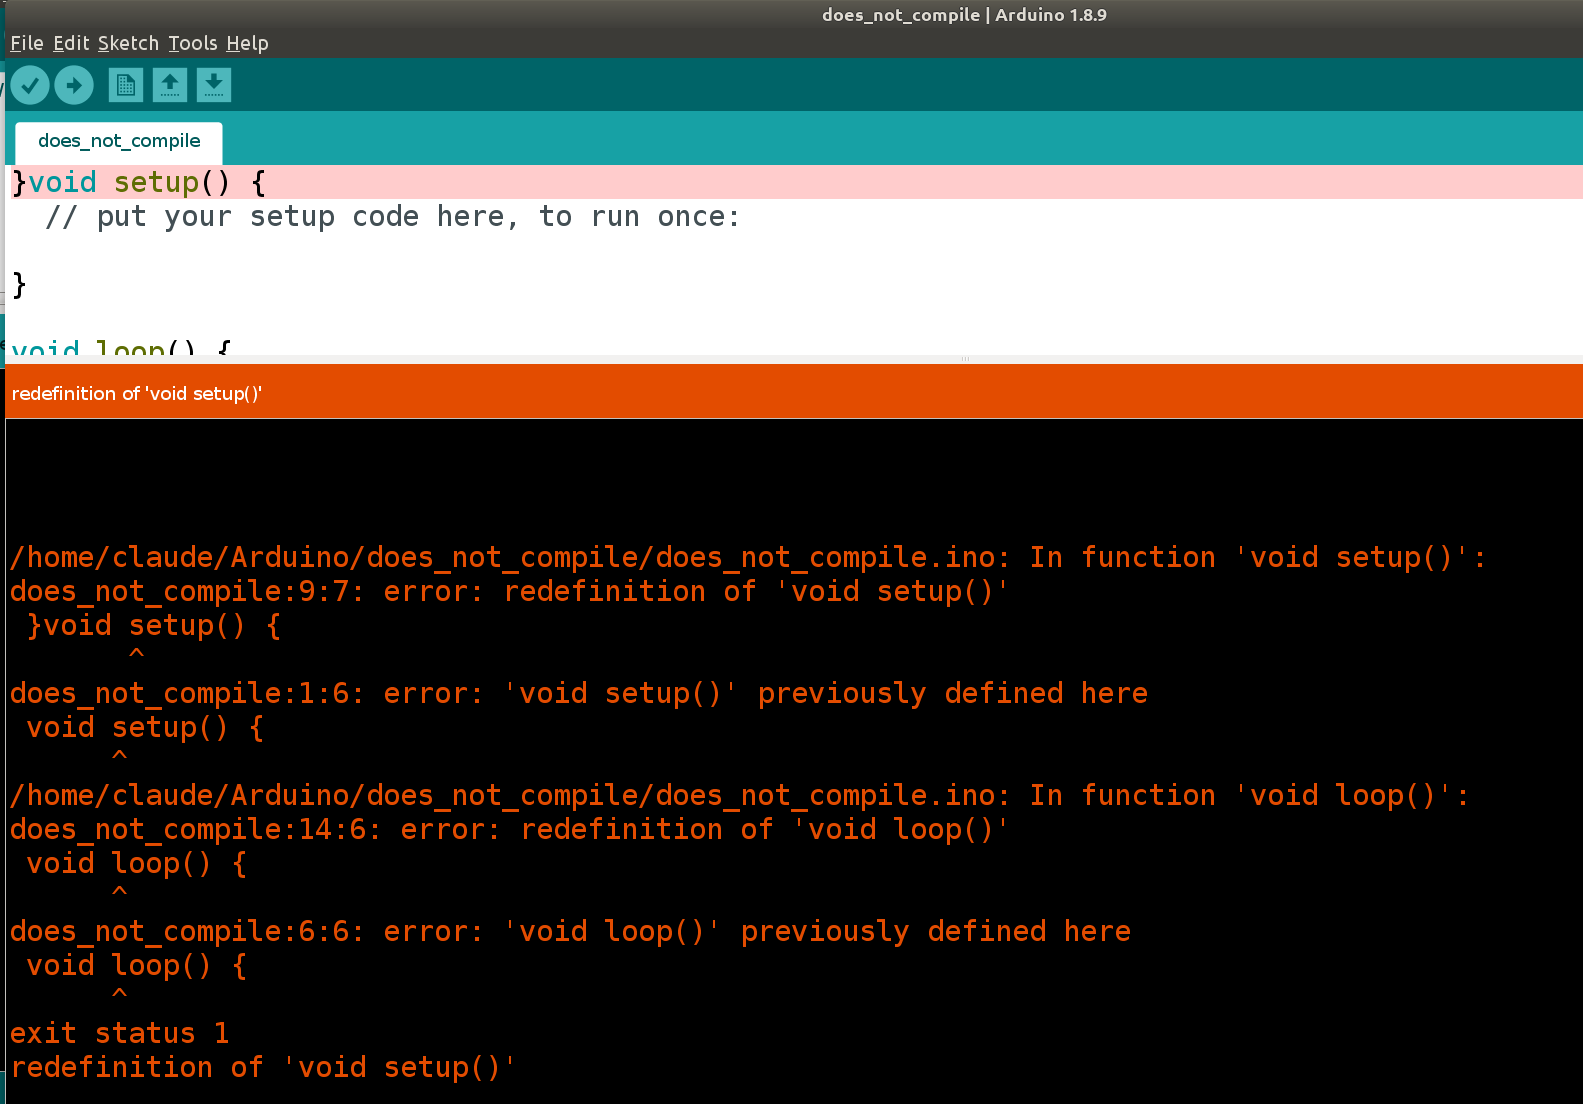 does_not_compile | Arduino 1.8.9
File Edit Sketch Tools Help
does_not_compile
}void setup() {
  // put your setup code here, to run once:
}
void loop() {
redefinition of 'void setup()'
/home/claude/Arduino/does_not_compile/does_not_compile.ino: In function 'void setup()':
does_not_compile:9:7: error: redefinition of 'void setup()'
 }void setup() {
       ^
does_not_compile:1:6: error: 'void setup()' previously defined here
 void setup() {
      ^
/home/claude/Arduino/does_not_compile/does_not_compile.ino: In function 'void loop()':
does_not_compile:14:6: error: redefinition of 'void loop()'
 void loop() {
      ^
does_not_compile:6:6: error: 'void loop()' previously defined here
 void loop() {
      ^
exit status 1
redefinition of 'void setup()'